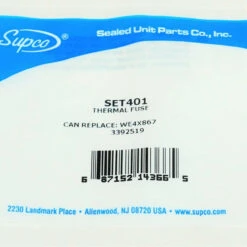 Supco
Sealed Unit Parts Co., Inc.
SET401
THERMAL FUSE
CAN REPLACE: WE4X867
3392519
6 87152 14366 5
2230 Landmark Place • Allenwood, NJ 08720 USA •
www.supco.com